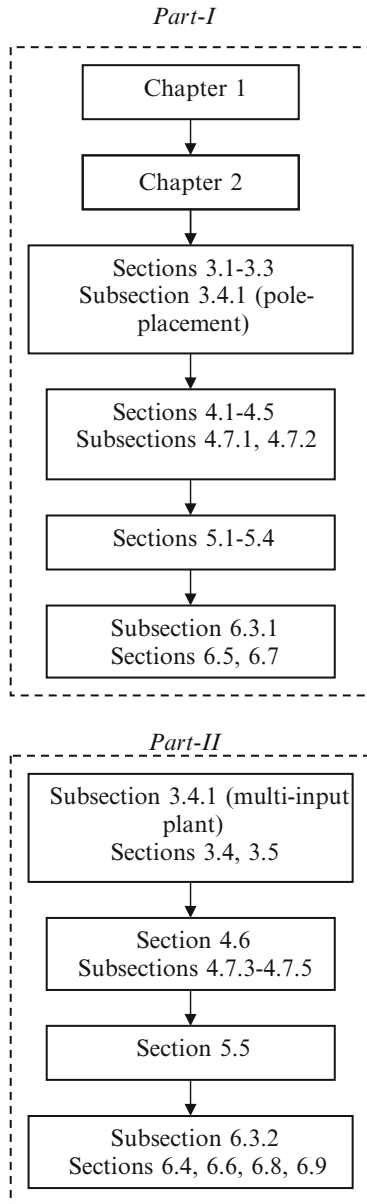 Part-I
Chapter 1
Chapter 2
Sections 3.1-3.3
Subsection 3.4.1 (pole-
placement)
Sections 4.1-4.5
Subsections 4.7.1, 4.7.2
Sections 5.1-5.4
Subsection 6.3.1
Sections 6.5, 6.7
Part-II
Subsection 3.4.1 (multi-input
plant)
Sections 3.4, 3.5
Section 4.6
Subsections 4.7.3-4.7.5
Section 5.5
Subsection 6.3.2
Sections 6.4, 6.6, 6.8, 6.9